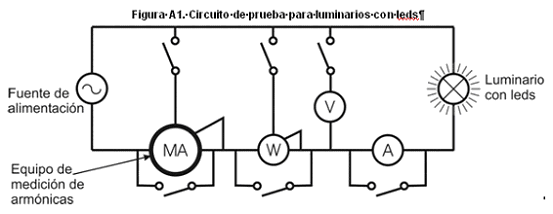 Figura·A1.·Circuito·de·prueba·para·luminarios·con·leds¶
Fuente de
alimentación
V
Luminario
con leds
MA
W
A
Equipo de
medición de
armónicas